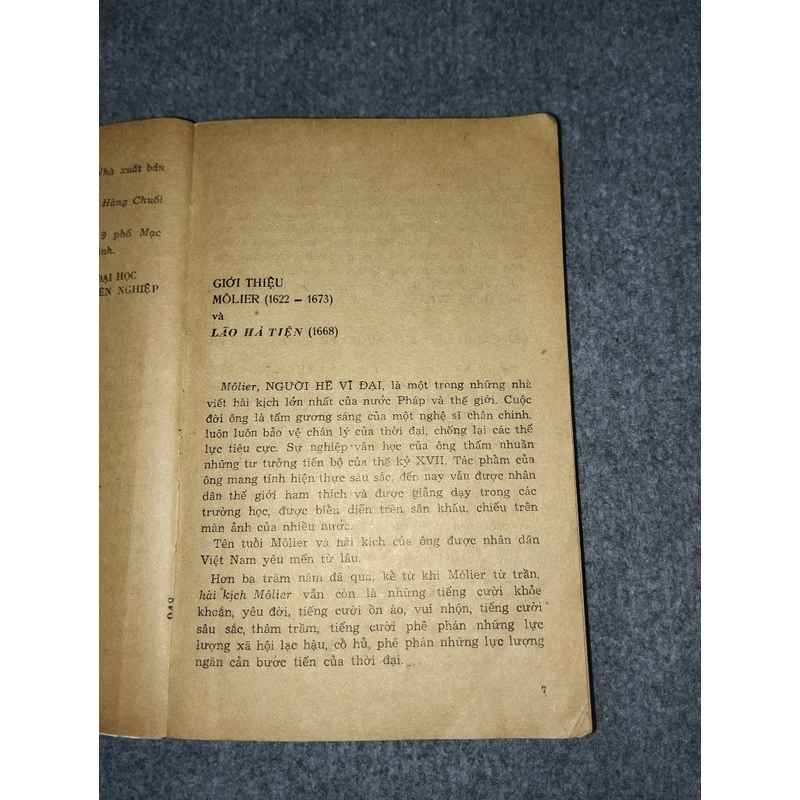 Nhà xuất bản
Hàng Chuối
9 phố Mạc
inh.
ĐẠI HỌC
ÊN NGHIỆP
GIỚI THIỆU
MÔLIER (1622 – 1673)
và
LÃO HÀ TIỆN (1668)
Môlier, NGƯỜI HỀ VĨ ĐẠI, là một trong những nhà
viết hài kịch lớn nhất của nước Pháp và thế giới. Cuộc
đời ông là tấm gương sáng của một nghệ sĩ chân chính,
luôn luôn bảo vệ chân lý của thời đại, chống lại các thế
lực tiêu cực. Sự nghiệp văn học của ông thấm nhuần
những tư tưởng tiến bộ của thế kỷ XVII. Tác phẩm của
ông mang tính hiện thực sâu sắc, đến nay vẫn được nhân
dân thế giới ham thích và được giảng dạy trong các
trường học, được biểu diễn trên sân khấu, chiếu trên
màn ảnh của nhiều nước.
Tên tuổi Môlier và hài kịch của ông được nhân dân
Việt Nam yêu mến từ lâu.
Hơn ba trăm năm đã qua, kể từ khi Môlier từ trần,
hài kịch Môlier vẫn còn là những tiếng cười khỏe
khoắn, yêu đời, tiếng cười ồn ào, vui nhộn, tiếng cười
sâu sắc, thâm trầm, tiếng cười phê phán những lực
lượng xã hội lạc hậu, cổ hủ, phê phán những lực lượng
ngăn cản bước tiến của thời đại.
7